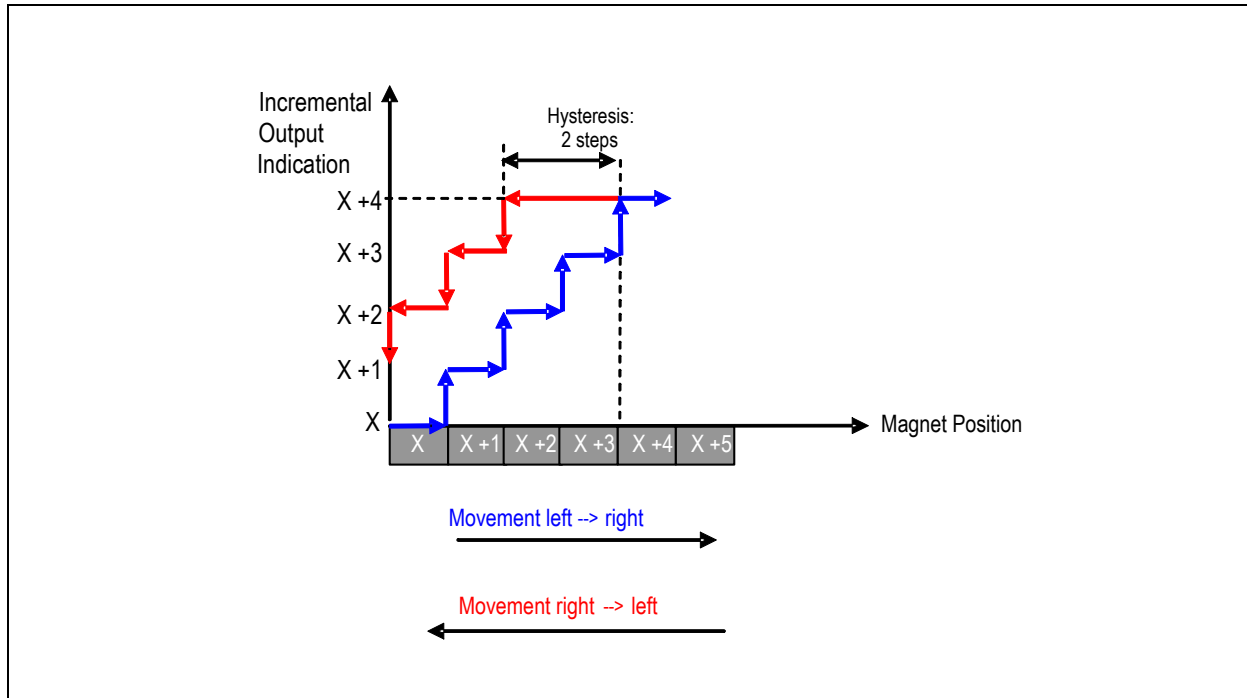 Incremental
Output
Indication
Hysteresis:
2 steps
X +4
X +3
X +2
X +1
X
Magnet Position
X X +1 X +2 X +3 X +4 X +5
Movement left --> right
Movement right --> left